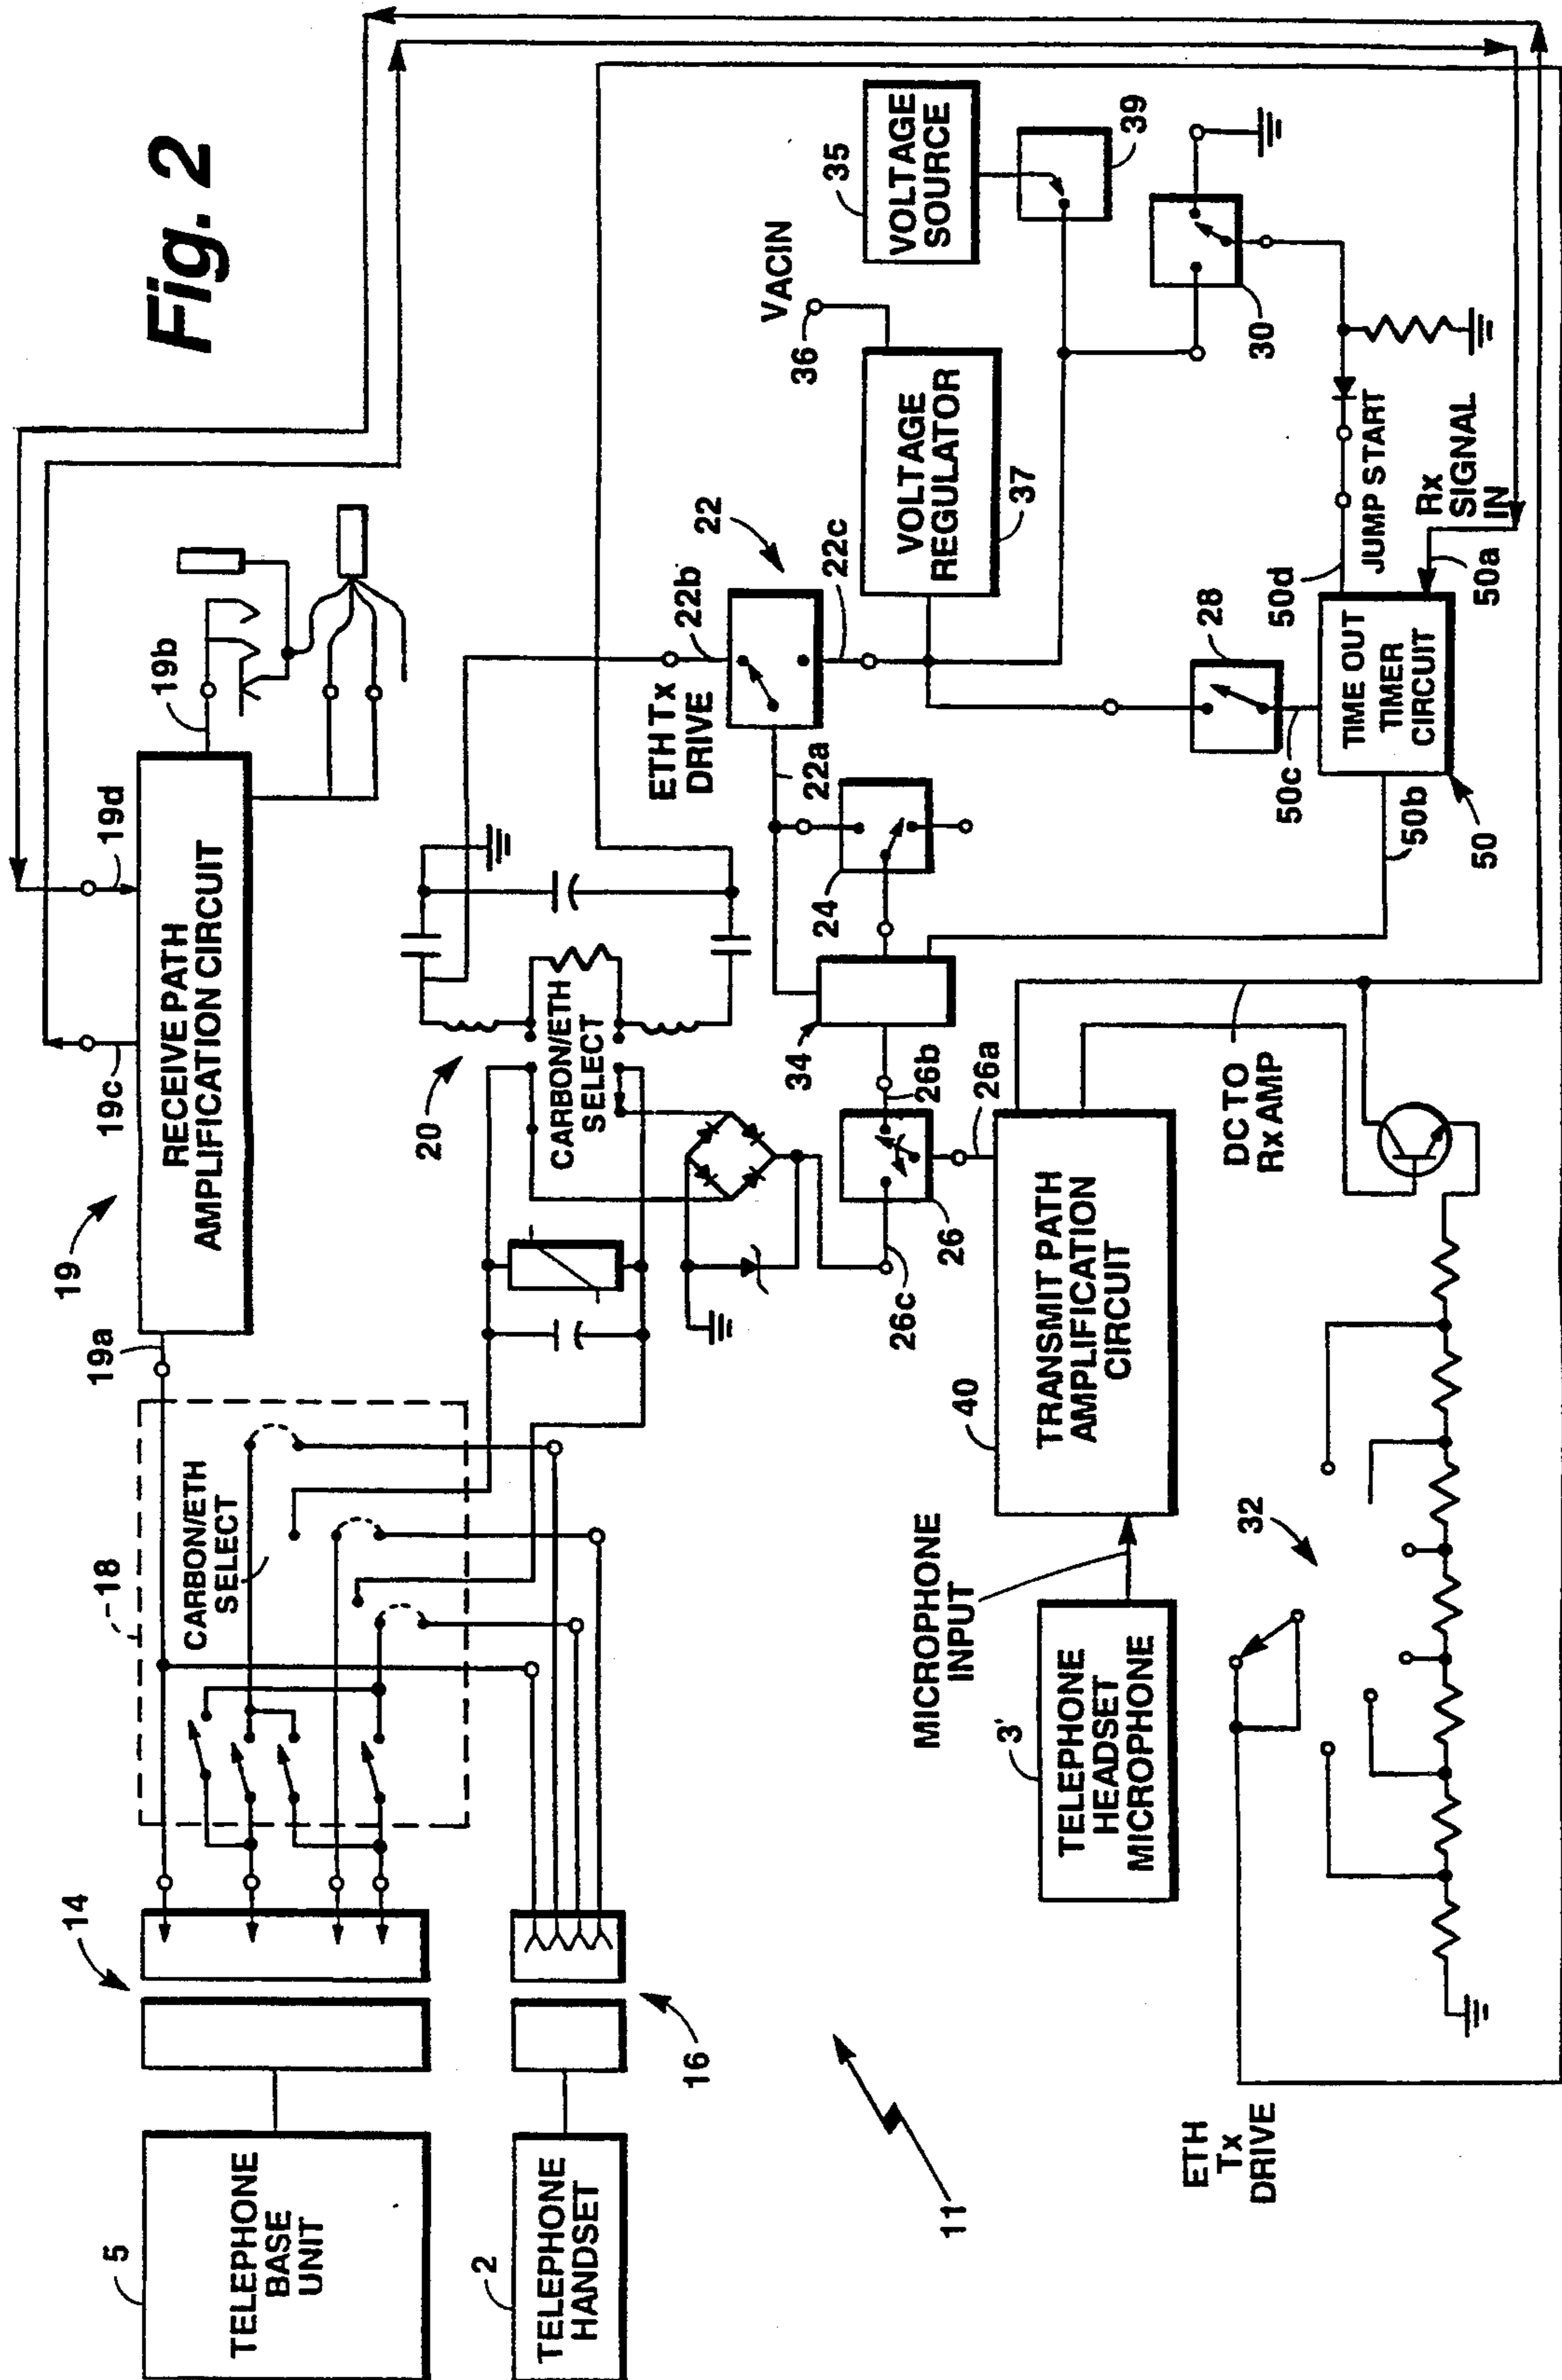 Fig. 2
5
TELEPHONE
BASE
UNIT
14
18
CARBON/ETH
SELECT
19a
19
RECEIVE PATH
AMPLIFICATION CIRCUIT
19c
19d
19b
2
TELEPHONE
HANDSET
16
20
CARBON/ETH
SELECT
ETH Tx
DRIVE
22b
22
22a
22c
36
VACIN
35
VOLTAGE
SOURCE
VOLTAGE
REGULATOR
37
39
30
24
34
26b
26
26a
26c
28
50c
50d
JUMP START
Rx
SIGNAL
IN
50a
TIME OUT
TIMER
CIRCUIT
50b
50
11
3'
TELEPHONE
HEADSET
MICROPHONE
MICROPHONE
INPUT
40
TRANSMIT PATH
AMPLIFICATION
CIRCUIT
DC TO
Rx AMP
32
ETH
Tx
DRIVE